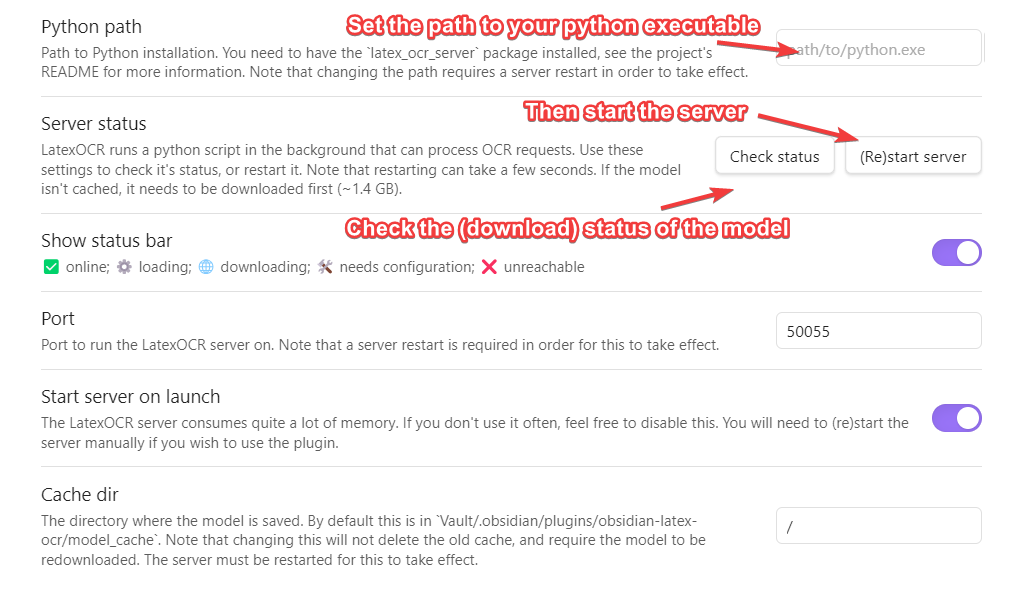 Python path
Set the path to your python executable
Path to Python installation. You need to have the `latex_ocr_server` package installed, see the project's
README for more information. Note that changing the path requires a server restart in order to take effect.
path/to/python.exe
Then start the server
Server status
LatexOCR runs a python script in the background that can process OCR requests. Use these
settings to check it's status, or restart it. Note that restarting can take a few seconds. If the model
isn't cached, it needs to be downloaded first (~1.4 GB).
Check status
(Re)start server
Check the (download) status of the model
Show status bar
✅ online; ⚙️ loading; 🌐 downloading; 🛠️ needs configuration; ❌ unreachable
Port
Port to run the LatexOCR server on. Note that a server restart is required in order for this to take effect.
50055
Start server on launch
The LatexOCR server consumes quite a lot of memory. If you don't use it often, feel free to disable this. You will need to (re)start the
server manually if you wish to use the plugin.
Cache dir
The directory where the model is saved. By default this is in `Vault/.obsidian/plugins/obsidian-latex-
ocr/model_cache`. Note that changing this will not delete the old cache, and require the model to be
redownloaded. The server must be restarted for this to take effect.
/